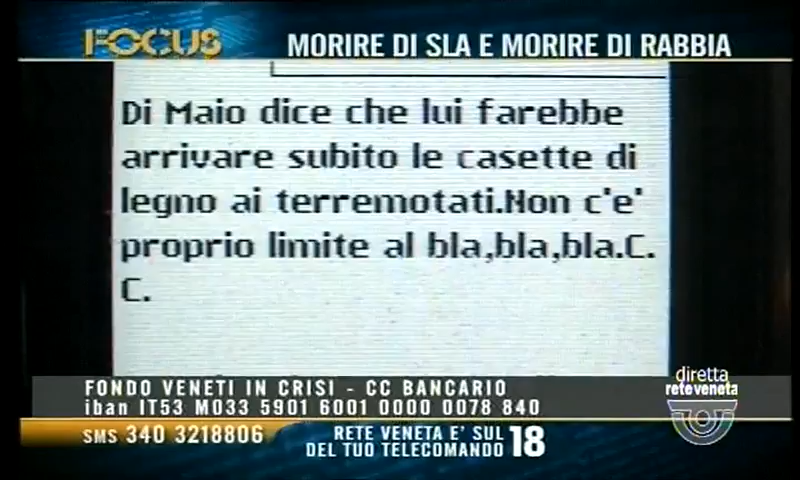 FOCUS
MORIRE DI SLA E MORIRE DI RABBIA
Di Maio dice che lui farebbe
arrivare subito le casette di
legno ai terremotati.Non c'e'
proprio limite al bla,bla,bla.C.
C.
FONDO VENETI IN CRISI - CC BANCARIO
iban IT53 M033 5901 6001 0000 0078 840
diretta
reteveneta
SMS 340 3218806
RETE VENETA E' SUL
DEL TUO TELECOMANDO 18